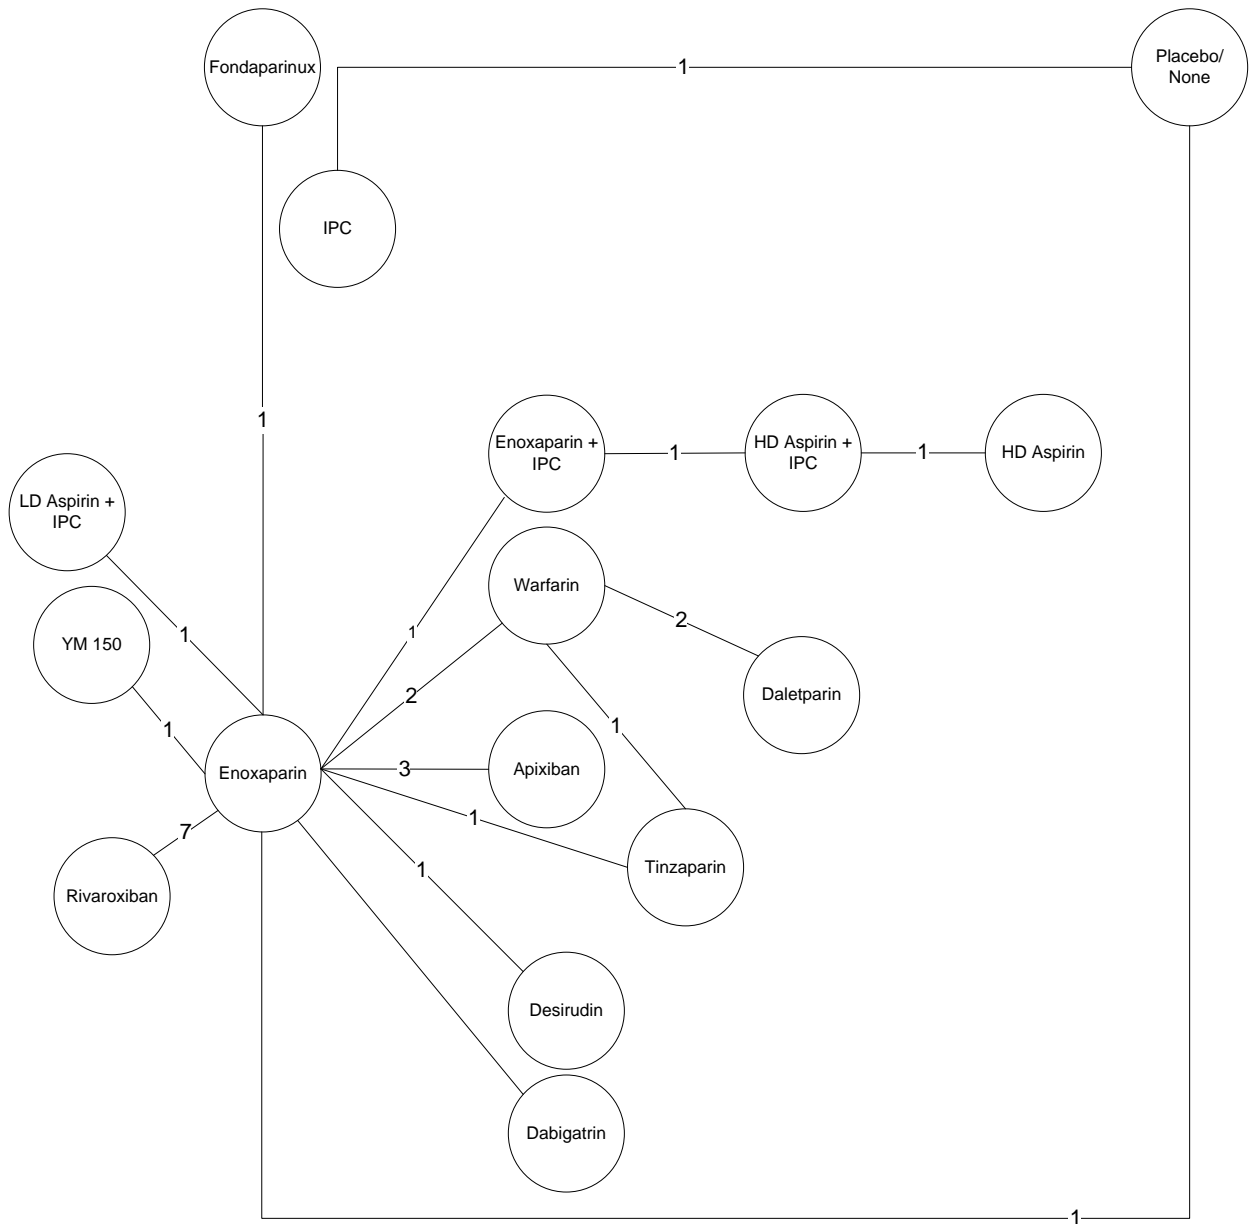 Fondaparinux
1
Placebo/
None
IPC
1
Enoxaparin +
IPC
1
HD Aspirin +
IPC
1
HD Aspirin
LD Aspirin +
IPC
Warfarin
2
1
1
YM 150
2
Daletparin
1
1
Enoxaparin
3
Apixiban
1
7
1
Tinzaparin
Rivaroxiban
Desirudin
Dabigatrin
1